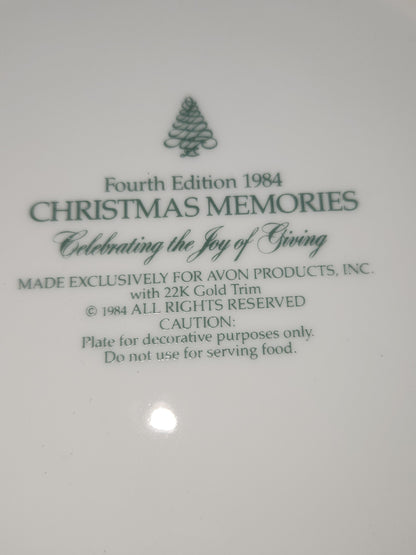 Fourth Edition 1984
CHRISTMAS MEMORIES
Celebrating the Joy of Giving
MADE EXCLUSIVELY FOR AVON PRODUCTS, INC.
with 22K Gold Trim
© 1984 ALL RIGHTS RESERVED
CAUTION:
Plate for decorative purposes only.
Do not use for serving food.